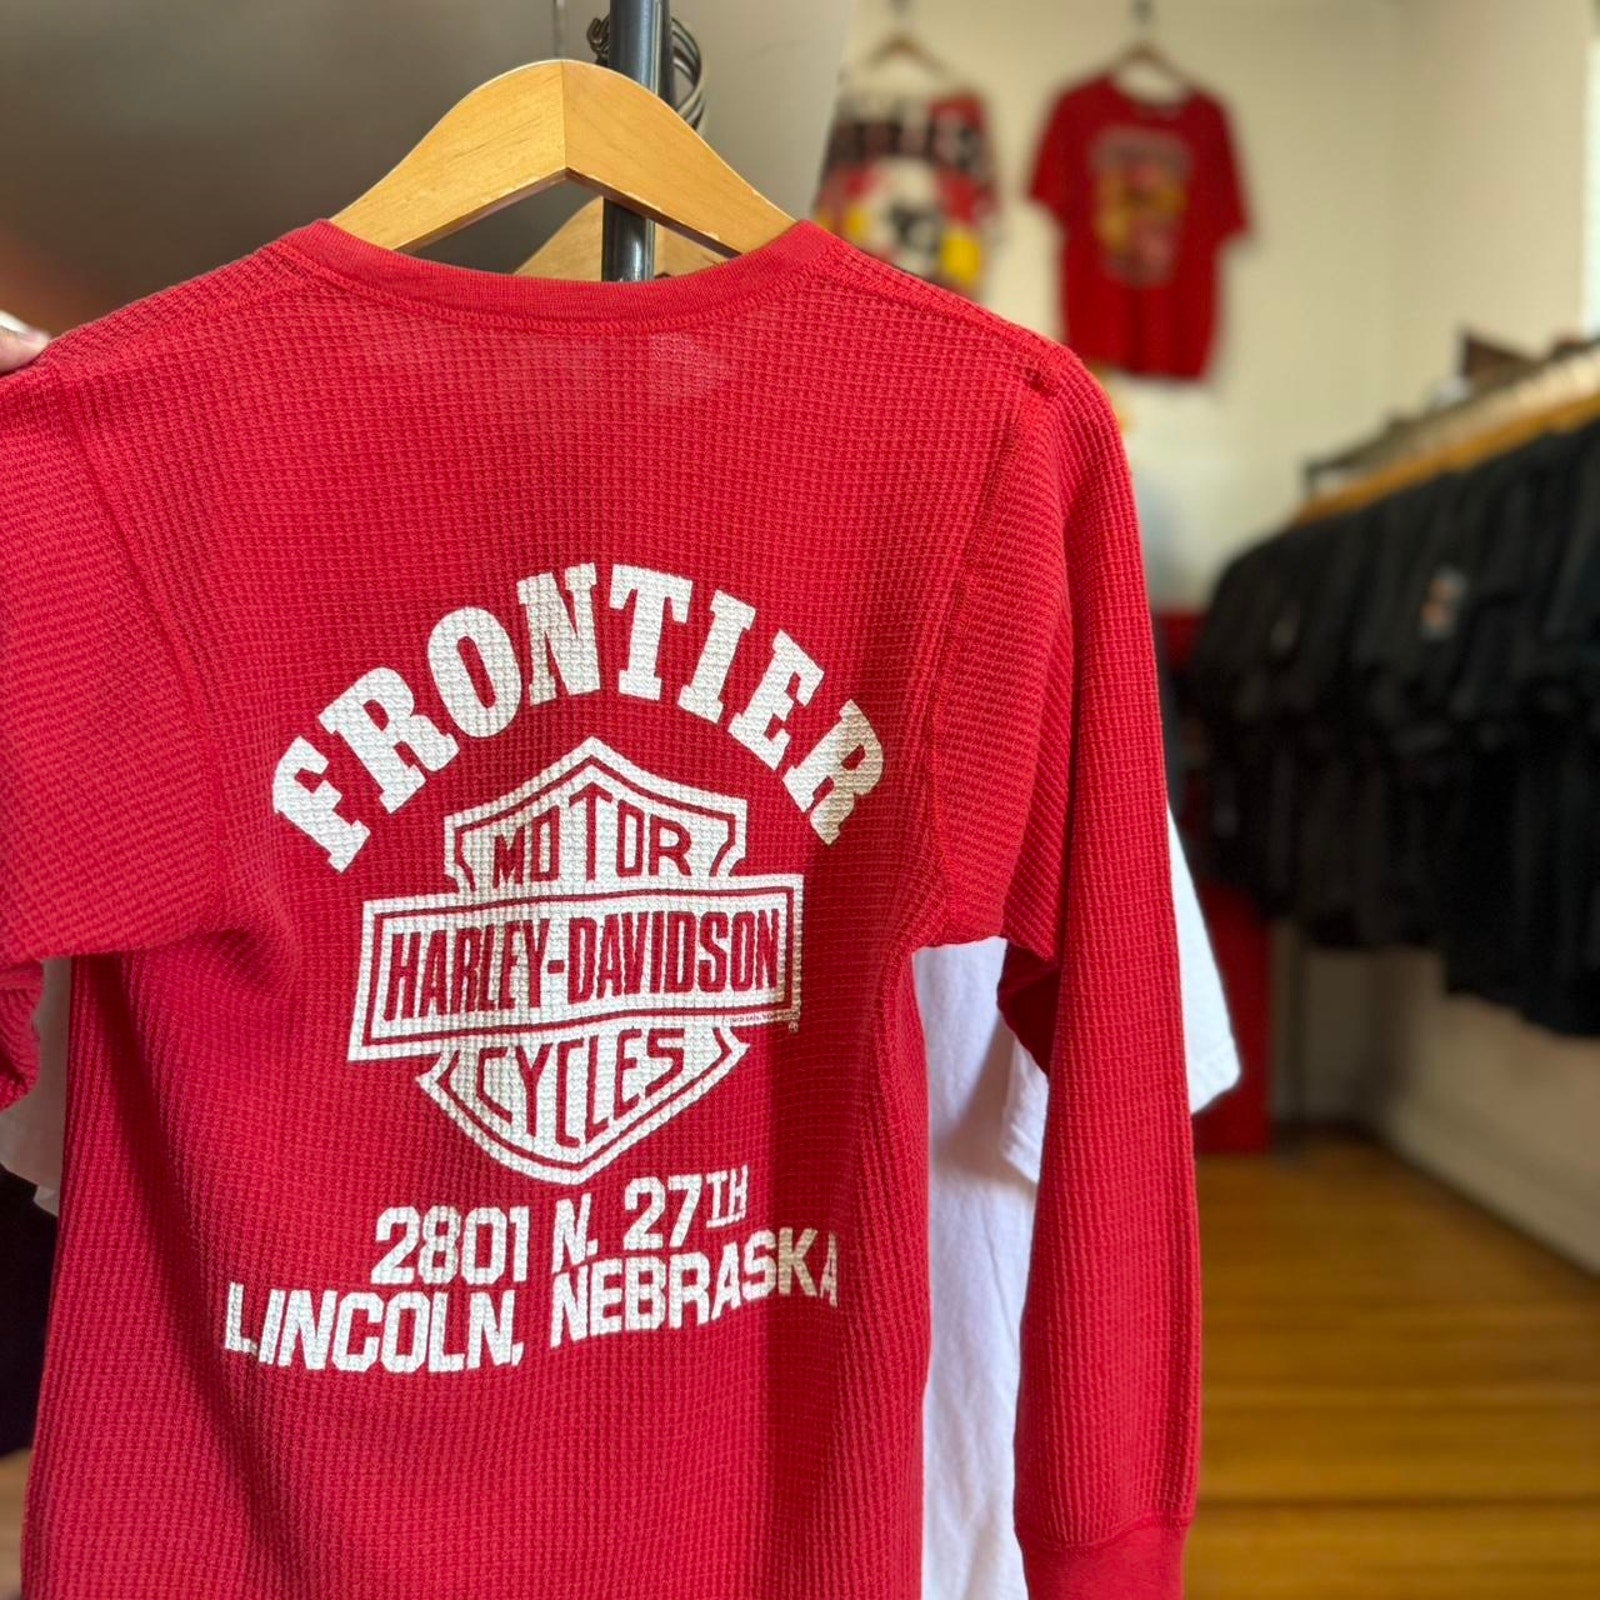 FRONTIER
MOTOR
HARLEY-DAVIDSON
CYCLES
2801 N. 27TH
LINCOLN, NEBRASKA